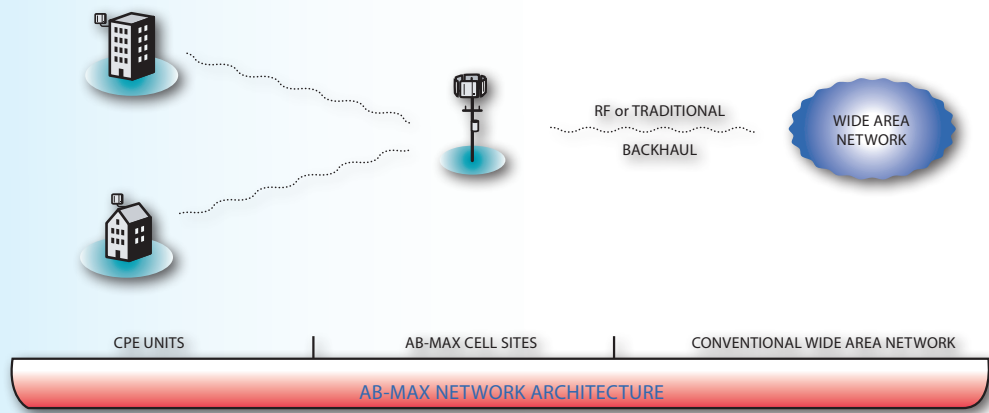 RF or TRADITIONAL
BACKHAUL
WIDE AREA
NETWORK
CPE UNITS
AB-MAX CELL SITES
CONVENTIONAL WIDE AREA NETWORK
AB-MAX NETWORK ARCHITECTURE